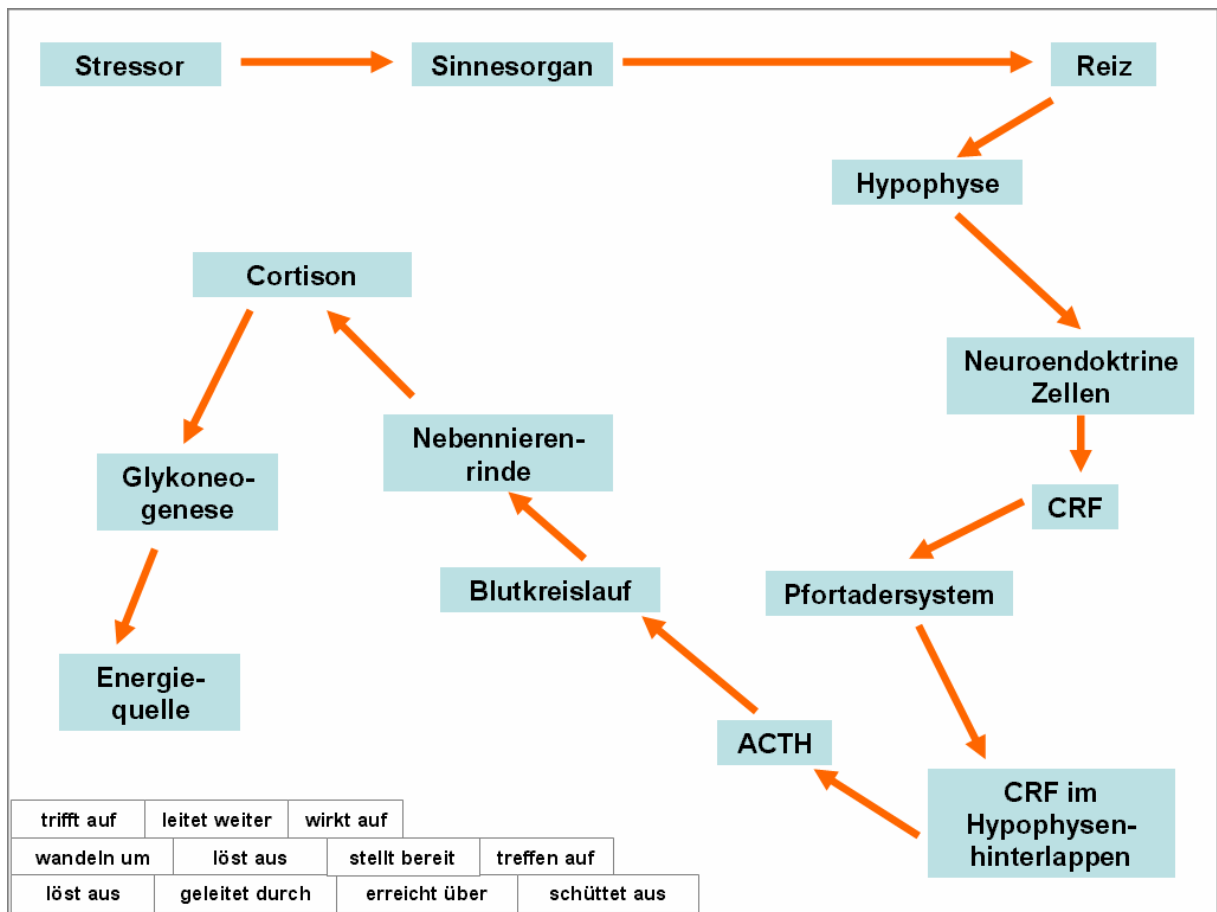 Stressor
Sinnesorgan
Reiz
Hypophyse
Neuroendoktrine
Zellen
CRF
Pfortadersystem
CRF im
Hypophysen-
hinterlappen
ACTH
Blutkreislauf
Nebennieren-
rinde
Cortison
Glykoneo-
genese
Energie-
quelle
trifft auf
leitet weiter
wirkt auf
wandeln um
löst aus
stellt bereit
treffen auf
löst aus
geleitet durch
erreicht über
schüttet aus